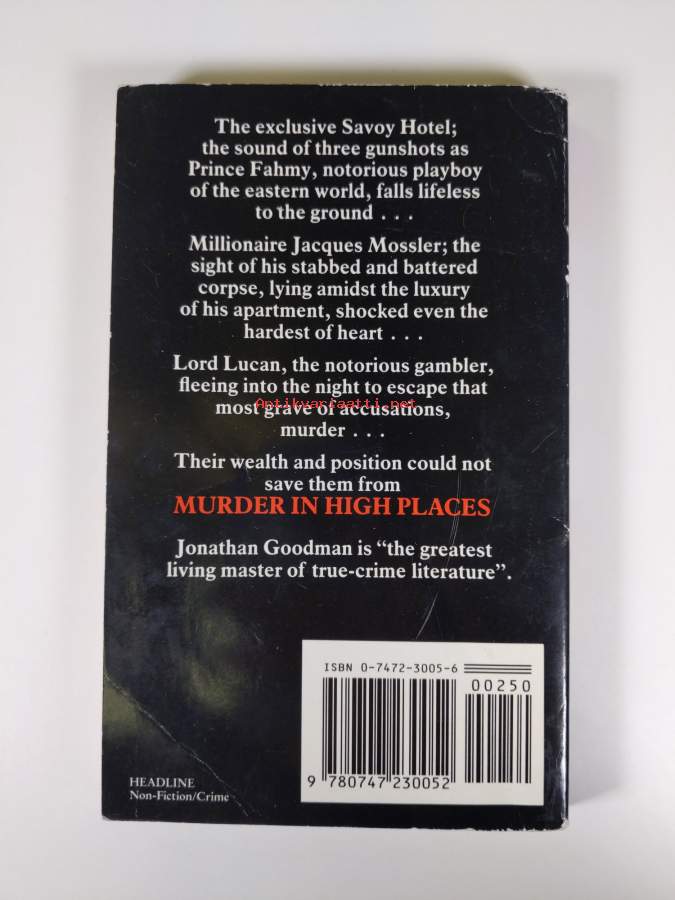 The exclusive Savoy Hotel;
the sound of three gunshots as
Prince Fahmy, notorious playboy
of the eastern world, falls lifeless
to the ground . . .
Millionaire Jacques Mossler; the
sight of his stabbed and battered
corpse, lying amidst the luxury
of his apartment, shocked even the
hardest of heart . . .
Lord Lucan, the notorious gambler,
fleeing into the night to escape that
most grave of accusations,
Antikvariaatti.net
murder . . .
Their wealth and position could not
save them from
MURDER IN HIGH PLACES
Jonathan Goodman is “the greatest
living master of true-crime literature”.
ISBN 0-7472-3005-6
00250
9 780747 230052
HEADLINE
Non-Fiction/Crime